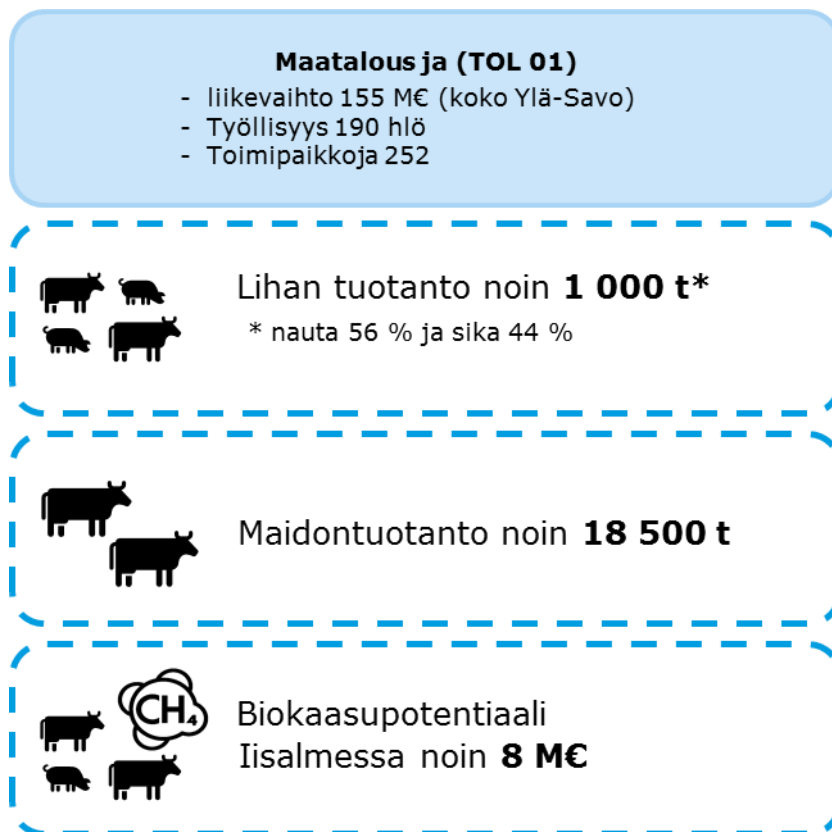 Maatalous ja (TOL 01)
- liikevaihto 155 M€ (koko Ylä-Savo)
- Työllisyys 190 hlö
- Toimipaikkoja 252
Lihan tuotanto noin 1 000 t*
* nauta 56 % ja sika 44 %
Maidontuotanto noin 18 500 t
CH₄
Biokaasupotentiaali
Iisalmessa noin 8 M€